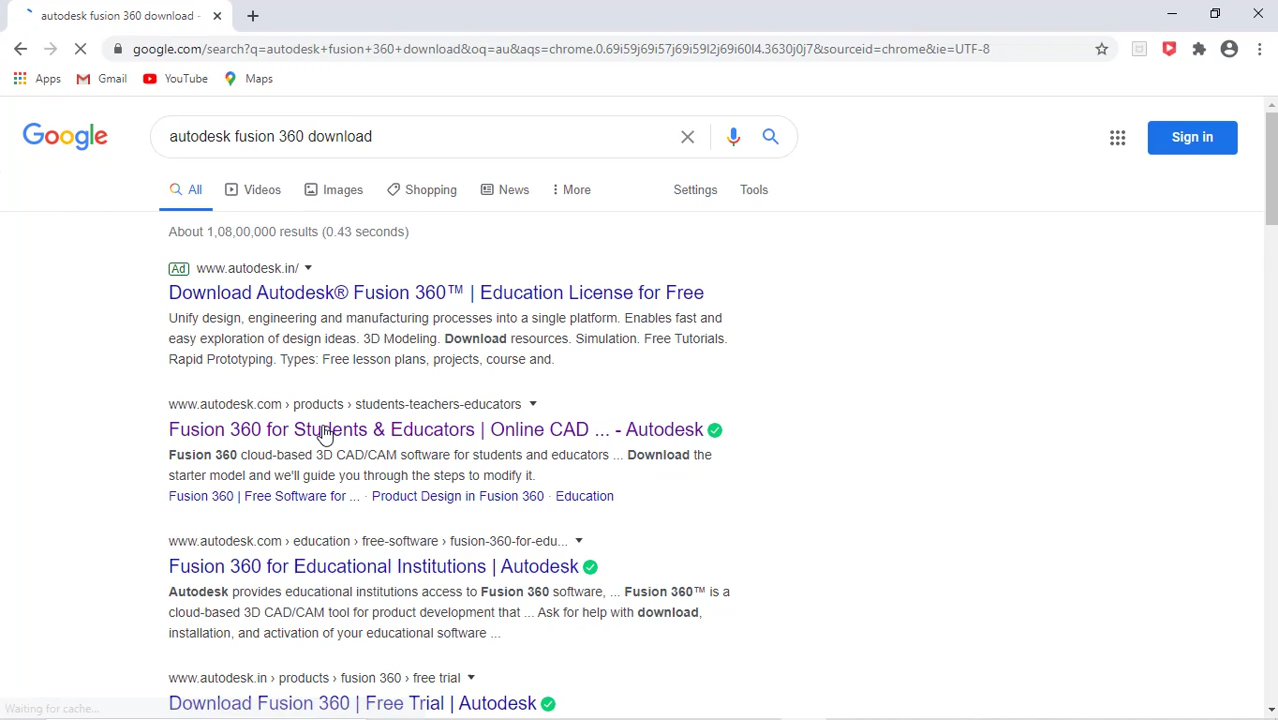 autodesk fusion 360 download -
google.com/search?q=autodesk+fusion+360+download&oq=au&aqs=chrome.0.69i59j69i57j69i59l2j69i60l4.3630j0j7&sourceid=chrome&ie=UTF-8
Apps Gmail YouTube Maps
Google autodesk fusion 360 download Sign in
All Videos Images Shopping News More Settings Tools
About 1,08,00,000 results (0.43 seconds)
Ad www.autodesk.in/
Download Autodesk® Fusion 360™ | Education License for Free
Unify design, engineering and manufacturing processes into a single platform. Enables fast and
easy exploration of design ideas. 3D Modeling. Download resources. Simulation. Free Tutorials.
Rapid Prototyping. Types: Free lesson plans, projects, course and.
www.autodesk.com › products › students-teachers-educators
Fusion 360 for Students & Educators | Online CAD ... - Autodesk
Fusion 360 cloud-based 3D CAD/CAM software for students and educators ... Download the
starter model and we'll guide you through the steps to modify it.
Fusion 360 | Free Software for ... · Product Design in Fusion 360 · Education
www.autodesk.com › education › free-software › fusion-360-for-edu...
Fusion 360 for Educational Institutions | Autodesk
Autodesk provides educational institutions access to Fusion 360 software, ... Fusion 360™ is a
cloud-based 3D CAD/CAM tool for product development that ... Ask for help with download,
installation, and activation of your educational software ...
www.autodesk.in › products › fusion 360 › free trial
Download Fusion 360 | Free Trial | Autodesk
Waiting for cache...